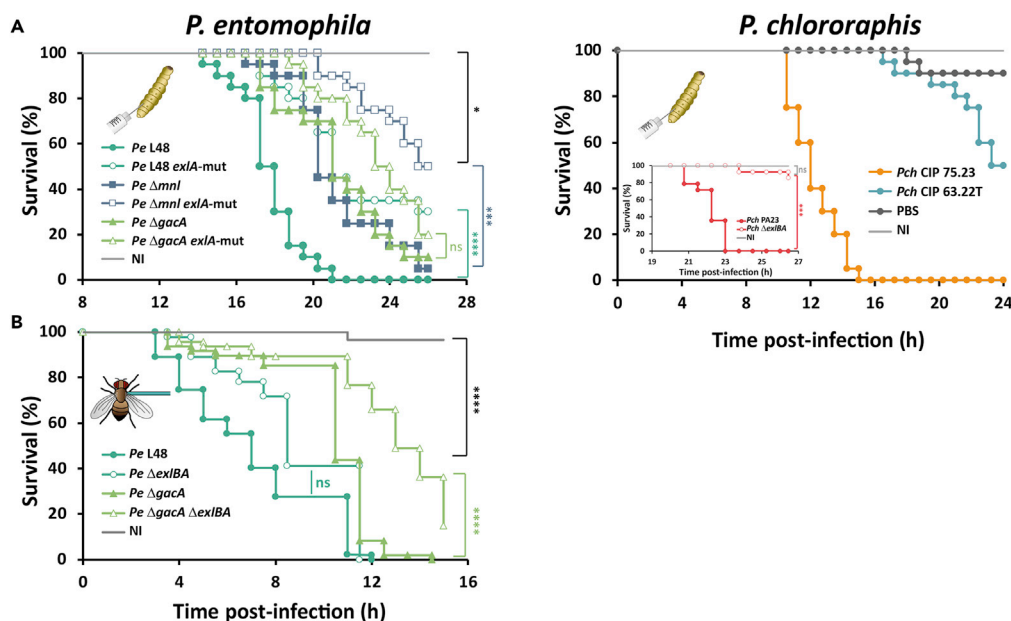 P. entomophila
P. chlororaphis
A
Survival (%)
100
80
60
40
20
0
Pe L48
Pe L48 exlA-mut
Pe Δmnl
Pe Δmnl exlA-mut
Pe ΔgacA
Pe ΔgacA exlA-mut
NI
*
***
****
ns
8
12
16
20
24
28
Survival (%)
100
80
60
40
20
0
Survival (%)
100
80
60
40
20
0
ns
***
Pch PA23
Pch ΔexlBA
NI
19
21
23
25
27
Time post-infection (h)
Pch CIP 75.23
Pch CIP 63.22T
PBS
NI
0
4
8
12
16
20
24
Time post-infection (h)
B
Survival (%)
100
80
60
40
20
0
Pe L48
Pe ΔexlBA
Pe ΔgacA
Pe ΔgacA ΔexlBA
NI
ns
****
****
0
4
8
12
16
Time post-infection (h)